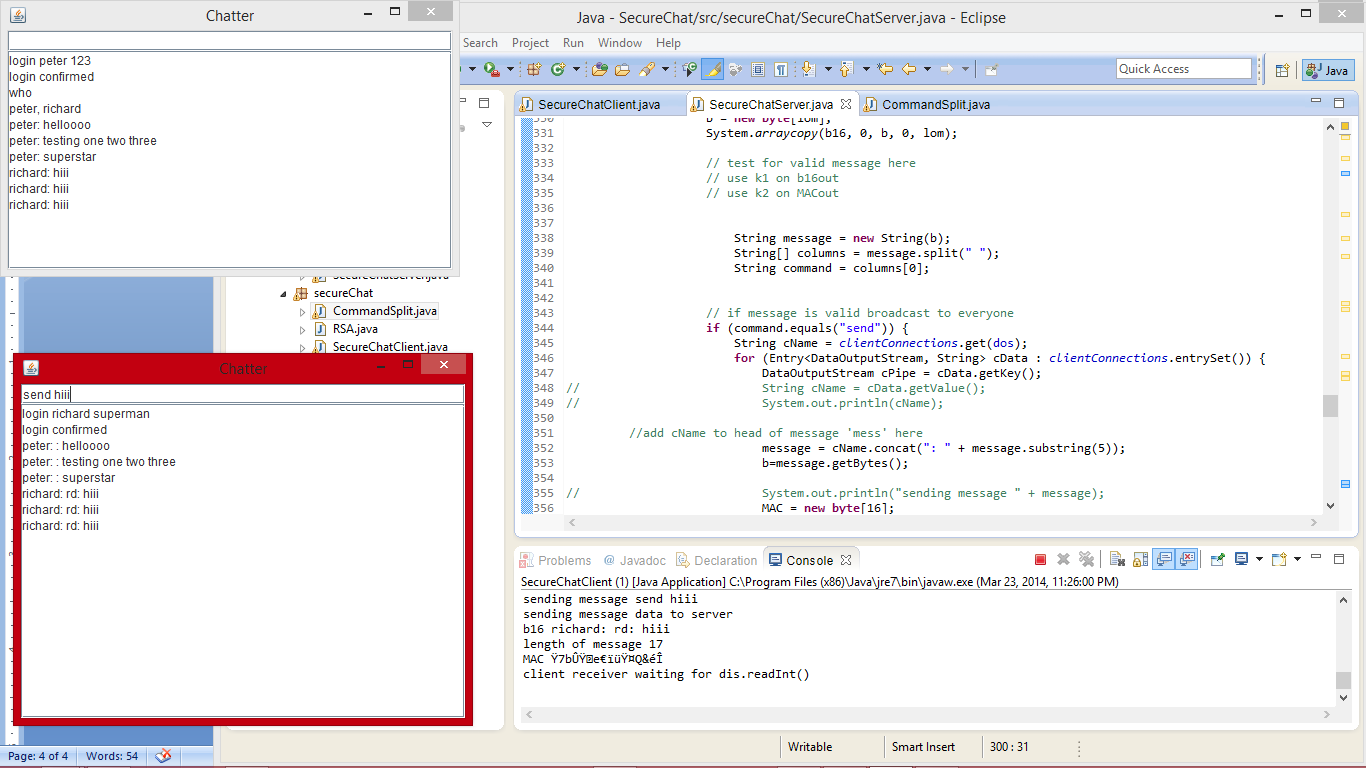 Chatter
login peter 123
login confirmed
who
peter, richard
peter: helloooo
peter: testing one two three
peter: superstar
richard: hiii
richard: hiii
richard: hiii
Java - SecureChat/src/secureChat/SecureChatServer.java - Eclipse
Search Project Run Window Help
Quick Access
Java
SecureChatServer.java
secureChat
CommandSplit.java
RSA.java
SecureChatClient.java
Chatter
send hiii
login richard superman
login confirmed
peter: : helloooo
peter: : testing one two three
peter: : superstar
richard: rd: hiii
richard: rd: hiii
richard: rd: hiii
Page: 4 of 4 Words: 54
SecureChatClient.java SecureChatServer.java CommandSplit.java
330 b = new byte[lom];
331 System.arraycopy(b16, 0, b, 0, lom);
332
333 // test for valid message here
334 // use k1 on b16out
335 // use k2 on MACout
336
337
338 String message = new String(b);
339 String[] columns = message.split(" ");
340 String command = columns[0];
341
342
343 // if message is valid broadcast to everyone
344 if (command.equals("send")) {
345 String cName = clientConnections.get(dos);
346 for (Entry<DataOutputStream, String> cData : clientConnections.entrySet()) {
347 DataOutputStream cPipe = cData.getKey();
348 // String cName = cData.getValue();
349 // System.out.println(cName);
350
351 //add cName to head of message 'mess' here
352 message = cName.concat(": " + message.substring(5));
353 b=message.getBytes();
354
355 // System.out.println("sending message " + message);
356 MAC = new byte[16];
Problems @ Javadoc Declaration Console
SecureChatClient (1) [Java Application] C:\Program Files (x86)\Java\jre7\bin\javaw.exe (Mar 23, 2014, 11:26:00 PM)
sending message send hiii
sending message data to server
b16 richard: rd: hiii
length of message 17
MAC
client receiver waiting for dis.readInt()
Writable Smart Insert 300 : 31